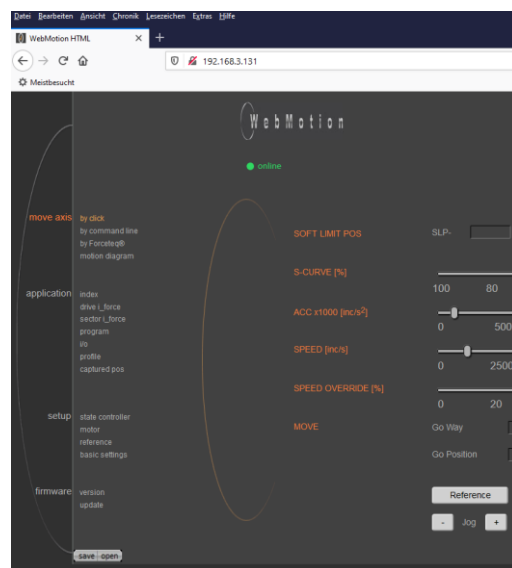 Datei Bearbeiten Ansicht Chronik Lesezeichen Extras Hilfe
WebMotion HTML
192.168.3.131
Meistbesucht
WebMotion
online
move axis
by click
by command line
by Forceteq®
motion diagram
application
index
drive i_force
sector i_force
program
i/o
profile
captured pos
setup
state controller
motor
reference
basic settings
firmware
version
update
save open
SOFT LIMIT POS SLP-
S-CURVE [%]
100 80
ACC x1000 [inc/s²]
0 500
SPEED [inc/s]
0 2500
SPEED OVERRIDE [%]
0 20
MOVE Go Way
Go Position
Reference
- Jog +